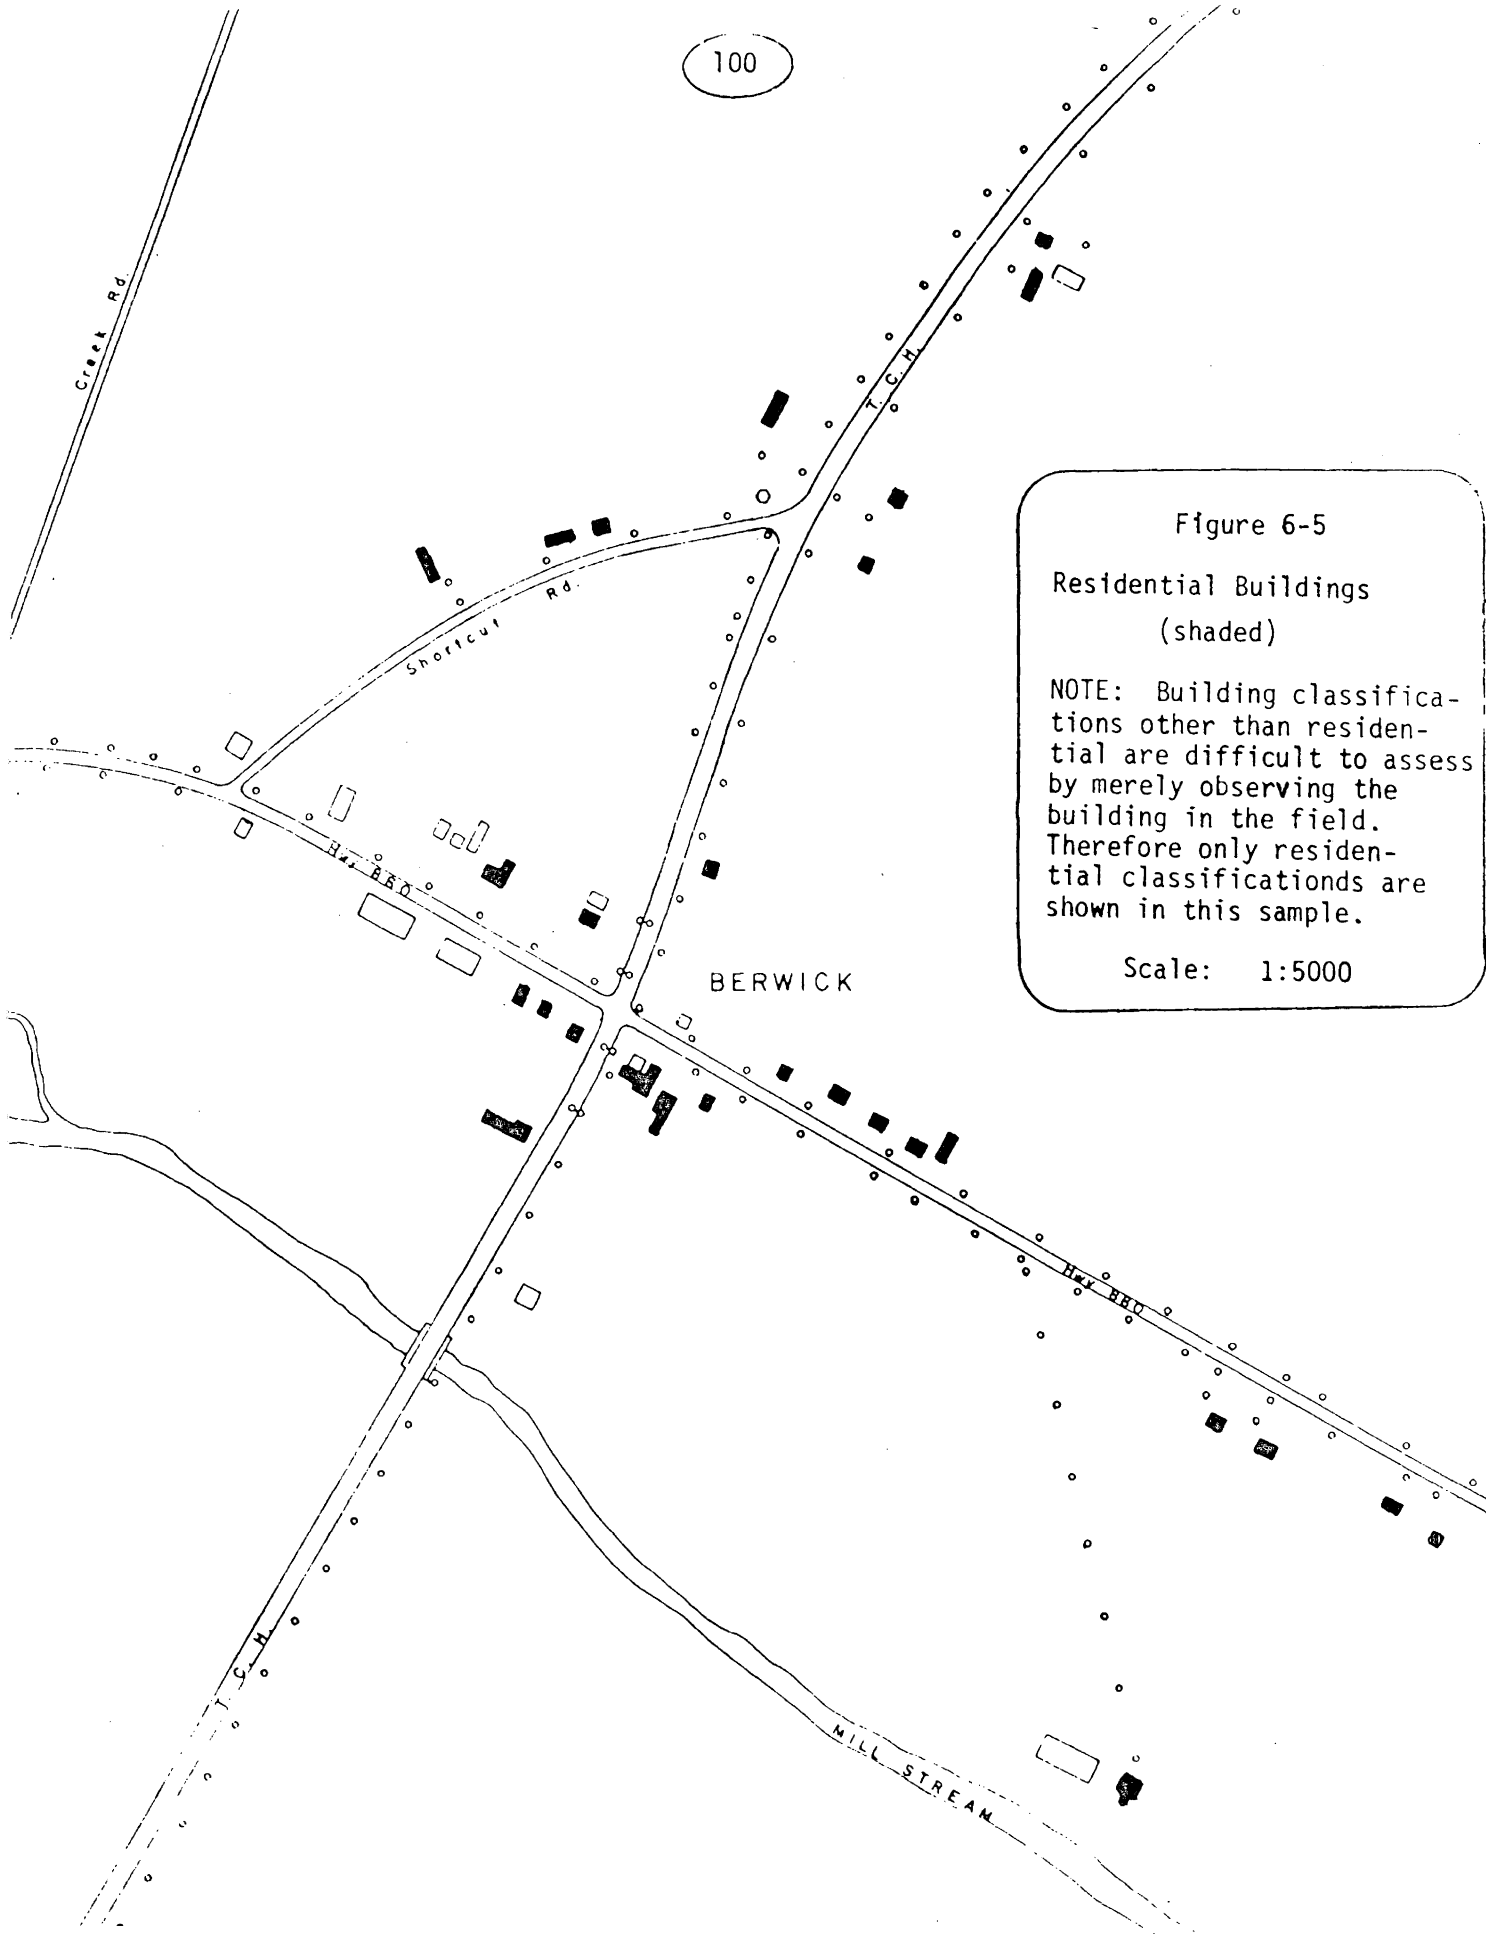 100
Creek Rd.
T. C. H.
Figure 6-5
Residential Buildings
(shaded)
NOTE: Building classifica-
tions other than residen-
tial are difficult to assess
by merely observing the
building in the field.
Therefore only residen-
tial classificationds are
shown in this sample.
Scale: 1:5000
Shortcut Rd.
Hwy 880
BERWICK
Hwy 880
T. C. H.
MILL STREAM